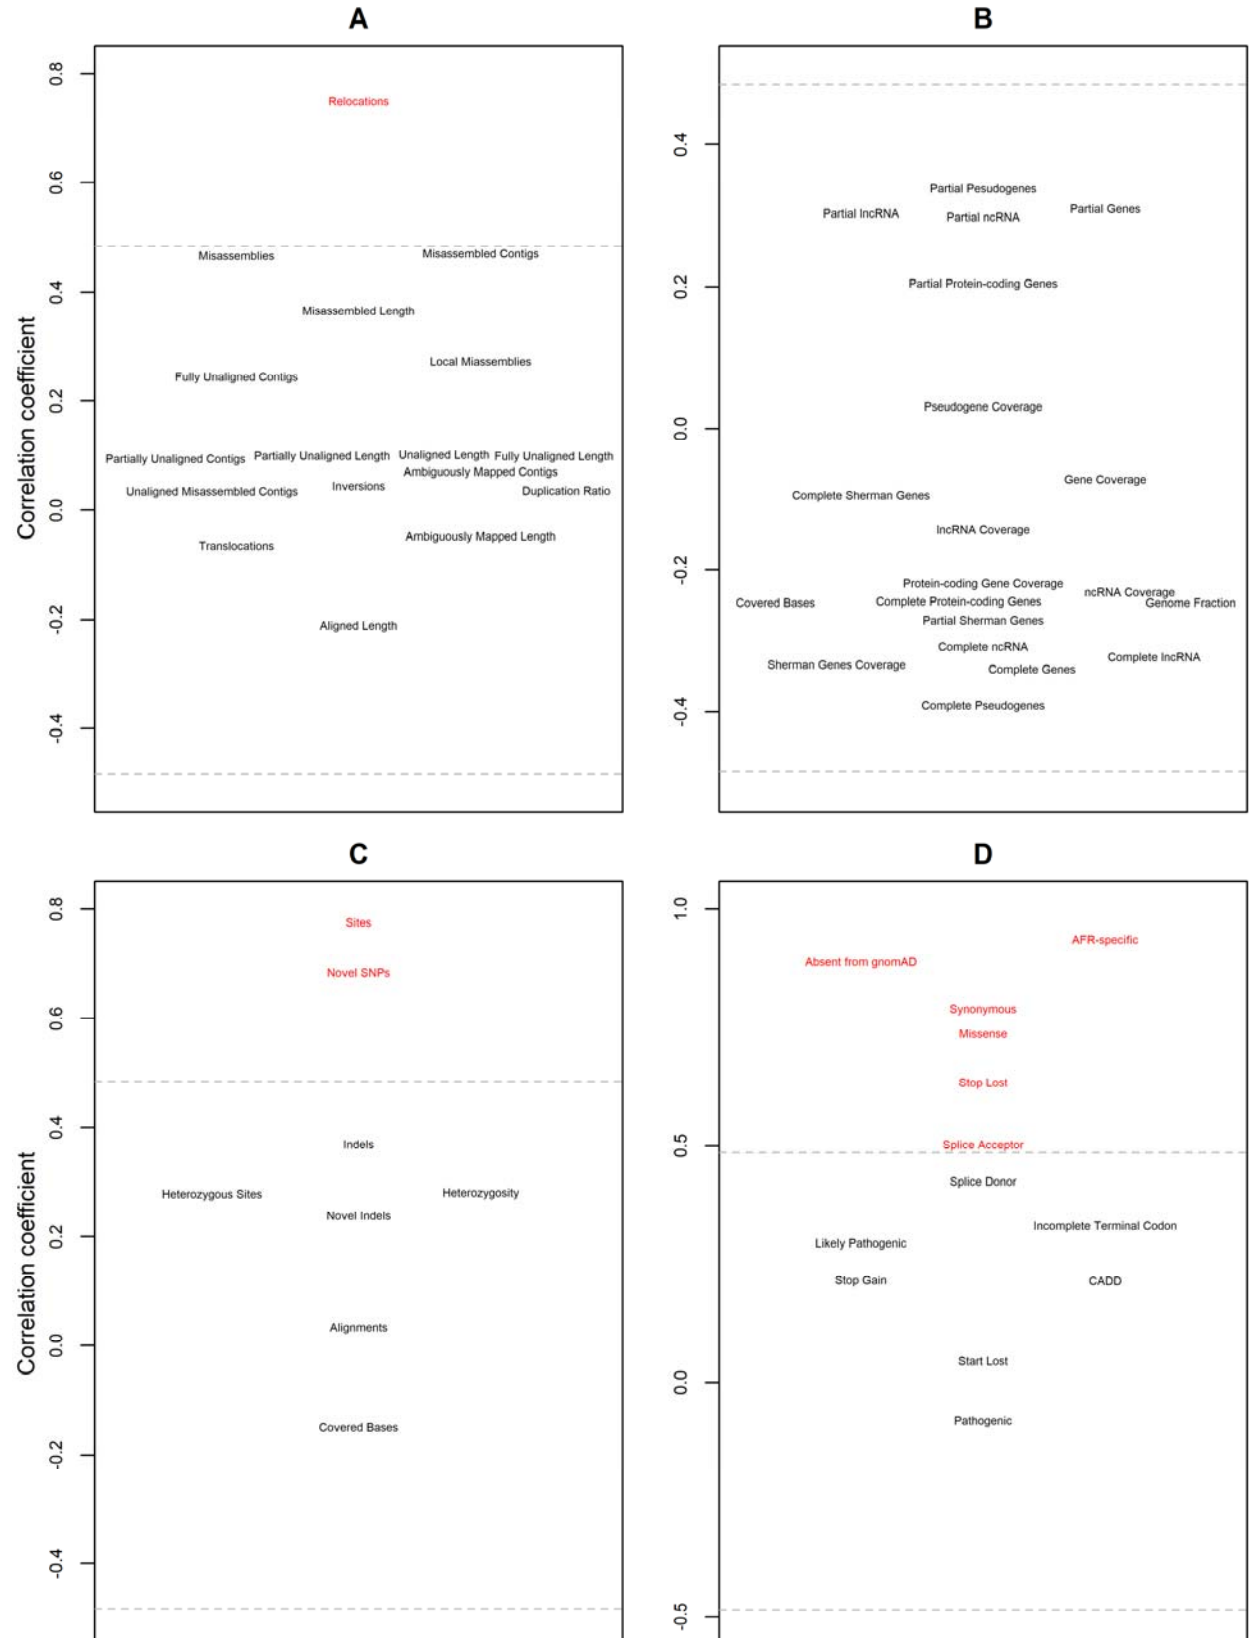 A
Correlation coefficient
0.8
0.6
0.4
0.2
0.0
-0.2
-0.4
Relocations
Misassemblies
Misassembled Contigs
Misassembled Length
Local Miassemblies
Fully Unaligned Contigs
Partially Unaligned Contigs
Partially Unaligned Length
Unaligned Length
Fully Unaligned Length
Ambiguously Mapped Contigs
Unaligned Misassembled Contigs
Inversions
Duplication Ratio
Translocations
Ambiguously Mapped Length
Aligned Length
B
0.4
0.2
0.0
-0.2
-0.4
Partial Pesudogenes
Partial lncRNA
Partial ncRNA
Partial Genes
Partial Protein-coding Genes
Pseudogene Coverage
Gene Coverage
Complete Sherman Genes
lncRNA Coverage
Protein-coding Gene Coverage
ncRNA Coverage
Covered Bases
Complete Protein-coding Genes
Genome Fraction
Partial Sherman Genes
Complete ncRNA
Complete lncRNA
Sherman Genes Coverage
Complete Genes
Complete Pseudogenes
C
Correlation coefficient
0.8
0.6
0.4
0.2
0.0
-0.2
-0.4
Sites
Novel SNPs
Indels
Heterozygous Sites
Heterozygosity
Novel Indels
Alignments
Covered Bases
D
1.0
0.5
0.0
-0.5
AFR-specific
Absent from gnomAD
Synonymous
Missense
Stop Lost
Splice Acceptor
Splice Donor
Incomplete Terminal Codon
Likely Pathogenic
Stop Gain
CADD
Start Lost
Pathogenic